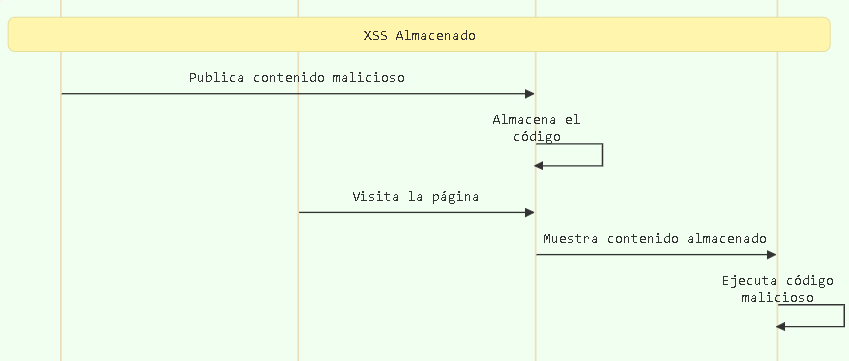 XSS Almacenado
Publica contenido malicioso
Almacena el
código
Visita la página
Muestra contenido almacenado
Ejecuta código
malicioso